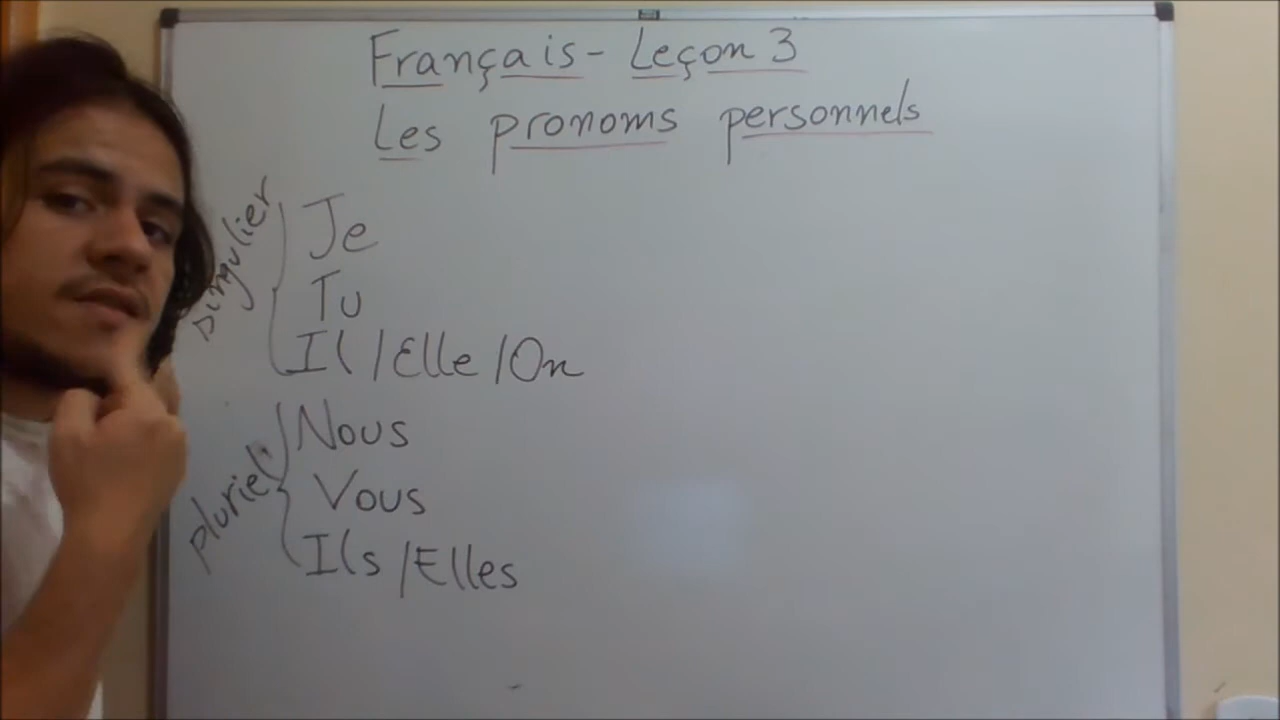 Français - Leçon 3
Les pronoms personnels
singulier
Je
Tu
Il / Elle / On
pluriel
Nous
Vous
Ils / Elles